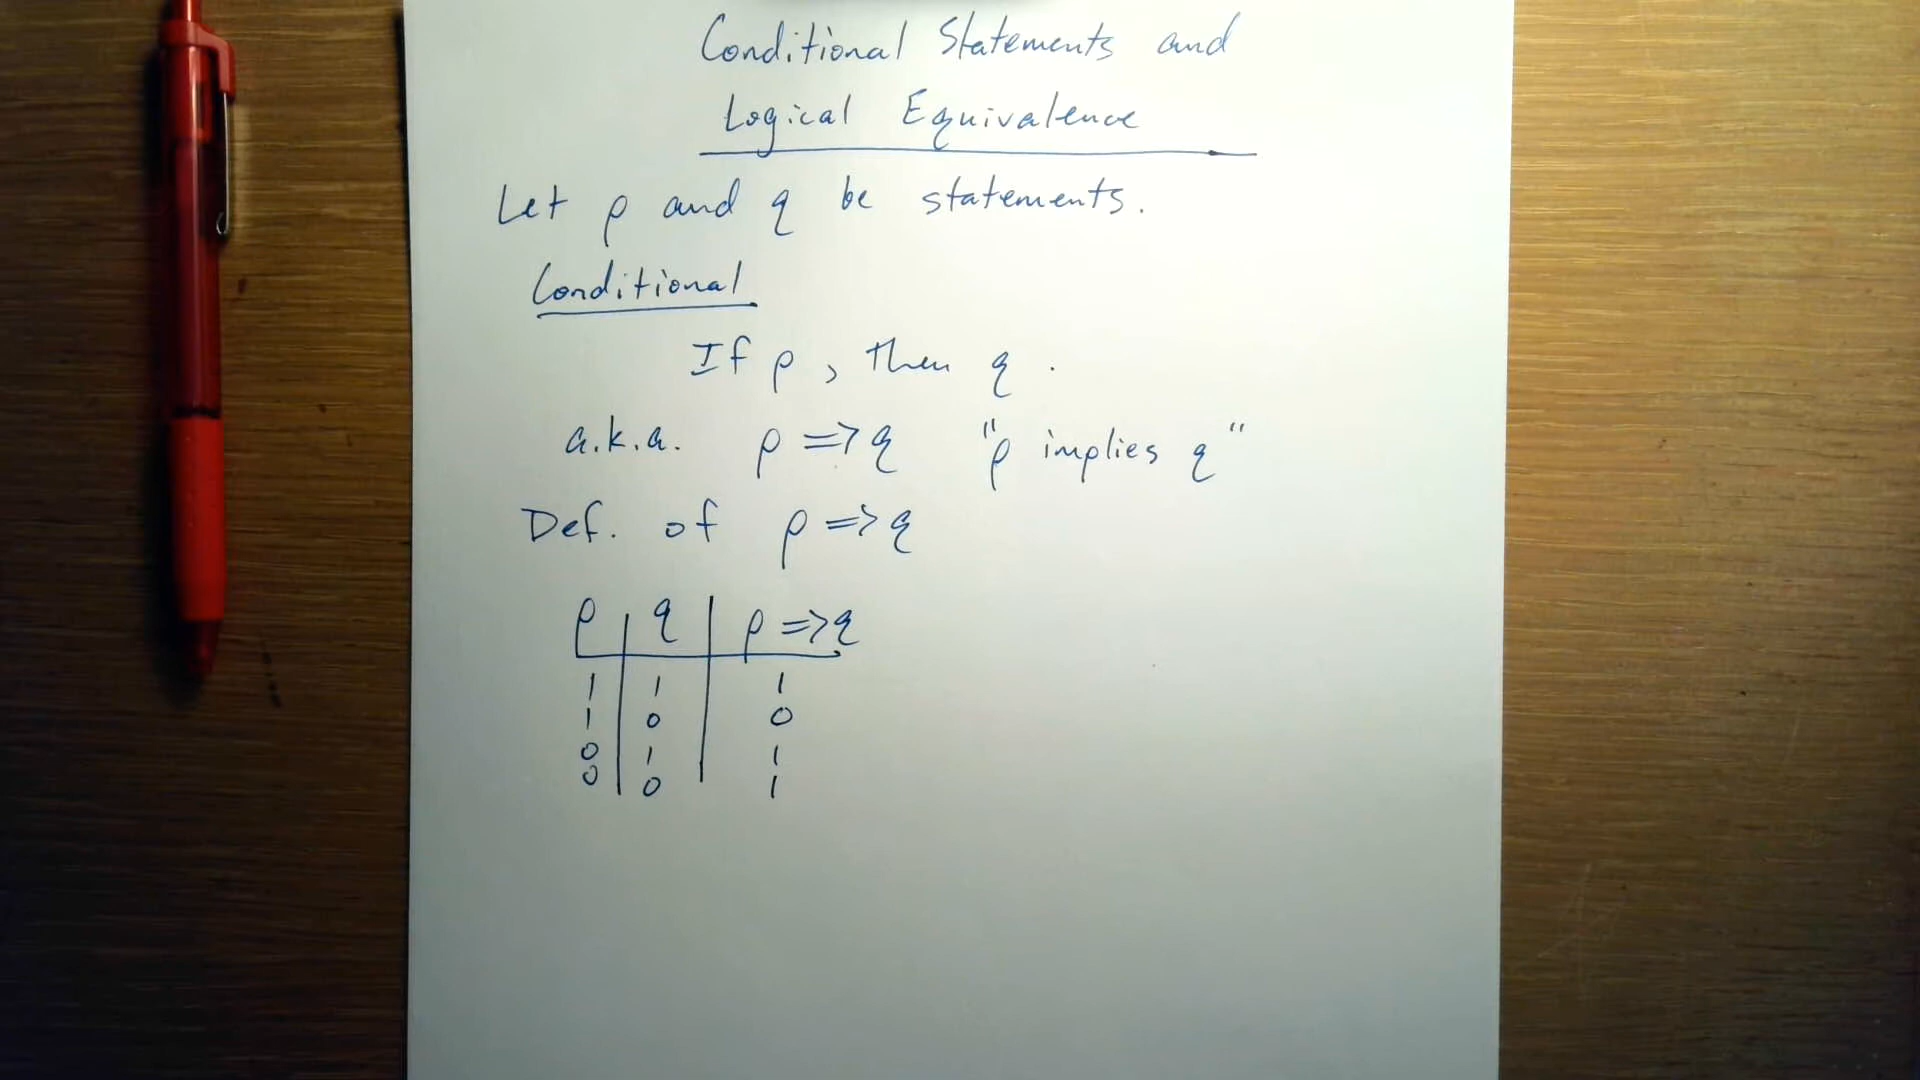 Conditional Statements and
Logical Equivalence
Let p and q be statements.
Conditional
If p, then q.
a.k.a. p => q "p implies q"
Def. of p => q
p | q | p => q
1 | 1 | 1
1 | 0 | 0
0 | 1 | 1
0 | 0 | 1